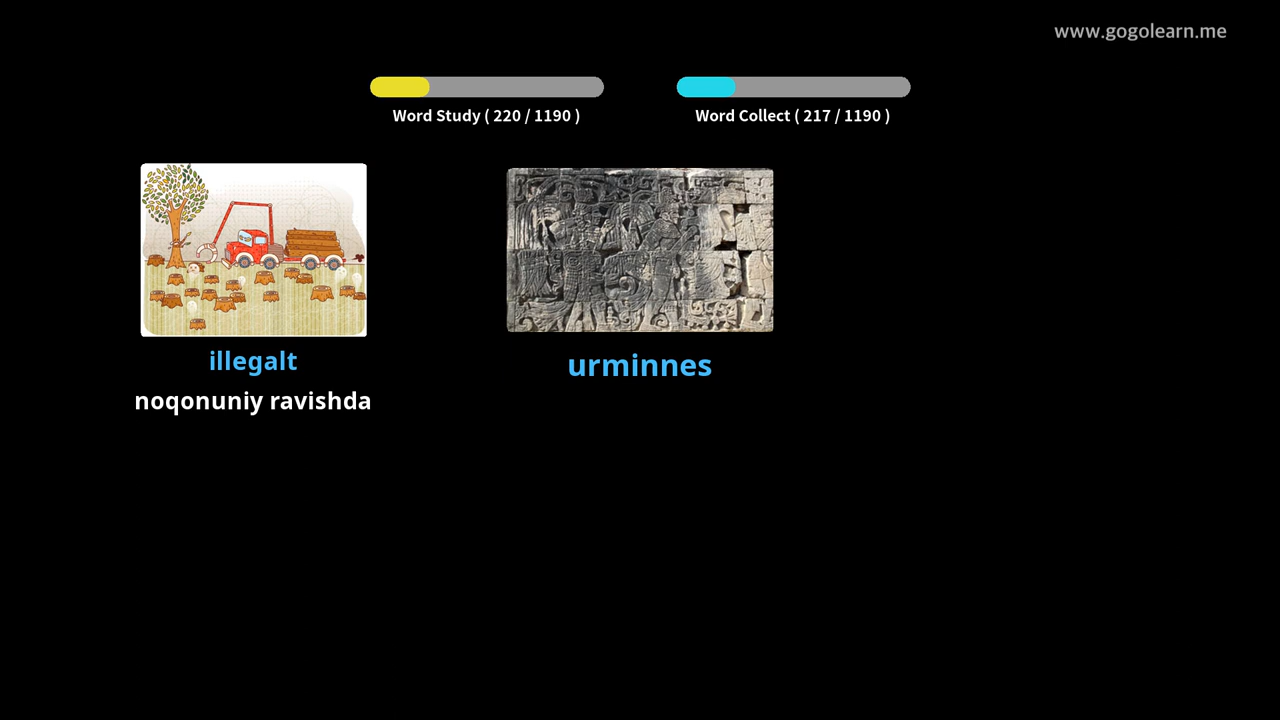 www.gogolearn.me
Word Study ( 220 / 1190 )
Word Collect ( 217 / 1190 )
illegalt
noqonuniy ravishda
urminnes